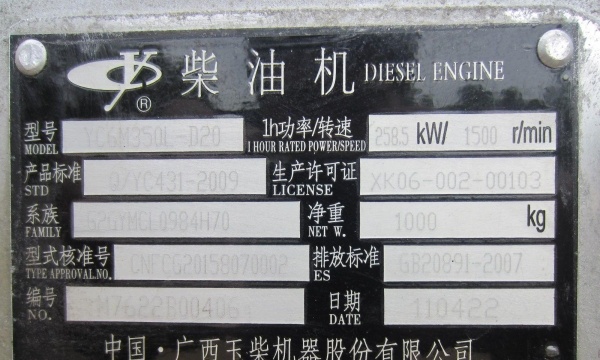 柴油机 DIESEL ENGINE
型号 MODEL YC6M350L-D20 1h功率/转速 1 HOUR RATED POWER/SPEED 258.5 kW/ 1500 r/min
产品标准 STD Q/YC431-2009 生产许可证 LICENSE XK06-002-00103
系族 FAMILY 净重 NET W. 1000 kg
型式核准号 TYPE APPROVAL NO. 排放标准 ES GB20891-2007
编号 NO. 日期 DATE 110422
中国·广西玉柴机器股份有限公司